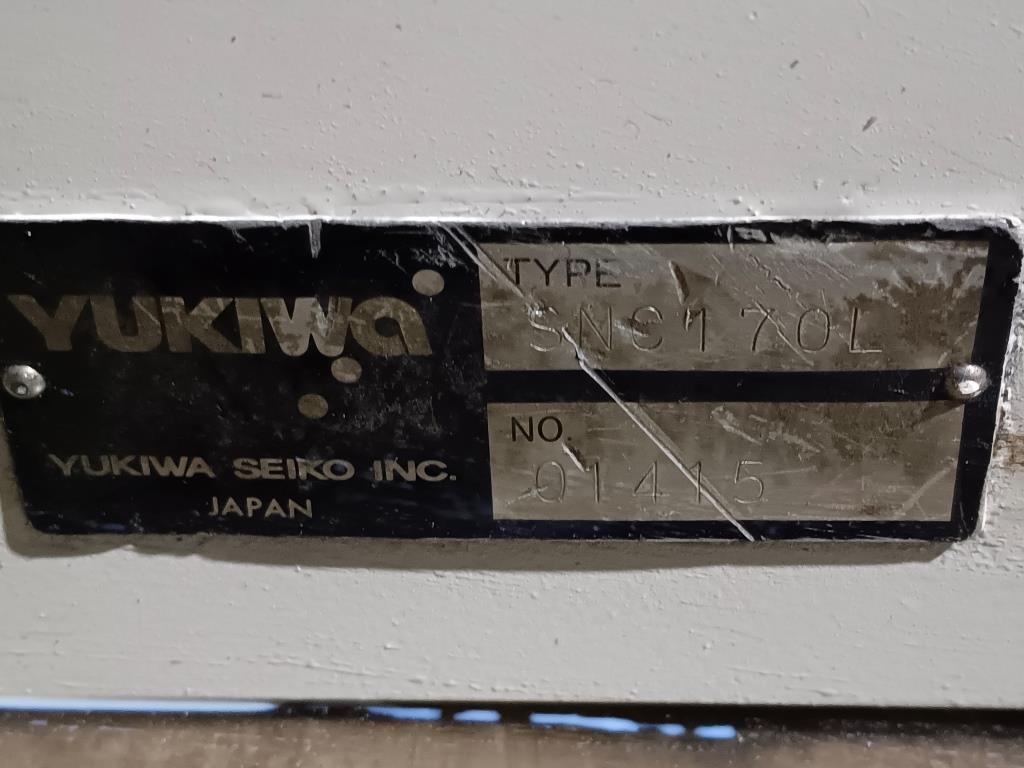 YUKIWA
YUKIWA SEIKO INC.
JAPAN
TYPE
SNC170L
NO.
01415